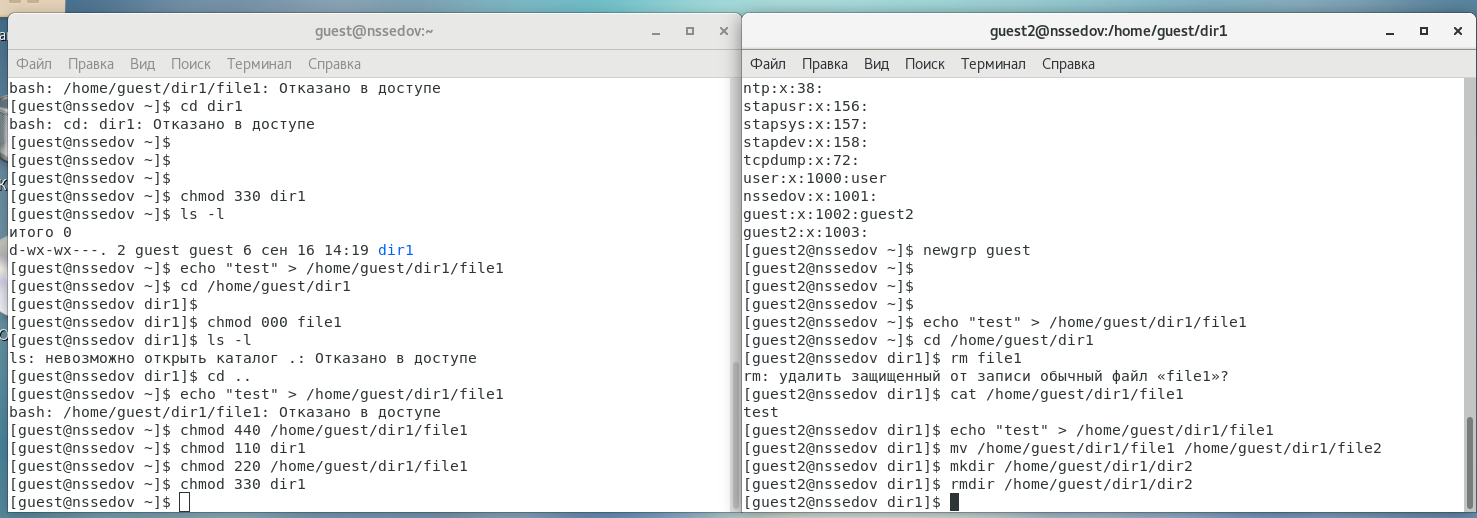 guest@nssedov:~
Файл Правка Вид Поиск Терминал Справка
bash: /home/guest/dir1/file1: Отказано в доступе
[guest@nssedov ~]$ cd dir1
bash: cd: dir1: Отказано в доступе
[guest@nssedov ~]$
[guest@nssedov ~]$
[guest@nssedov ~]$
[guest@nssedov ~]$ chmod 330 dir1
[guest@nssedov ~]$ ls -l
итого 0
d-wx-wx---. 2 guest guest 6 сен 16 14:19 dir1
[guest@nssedov ~]$ echo "test" > /home/guest/dir1/file1
[guest@nssedov ~]$ cd /home/guest/dir1
[guest@nssedov dir1]$
[guest@nssedov dir1]$ chmod 000 file1
[guest@nssedov dir1]$ ls -l
ls: невозможно открыть каталог .: Отказано в доступе
[guest@nssedov dir1]$ cd ..
[guest@nssedov ~]$ echo "test" > /home/guest/dir1/file1
bash: /home/guest/dir1/file1: Отказано в доступе
[guest@nssedov ~]$ chmod 440 /home/guest/dir1/file1
[guest@nssedov ~]$ chmod 110 dir1
[guest@nssedov ~]$ chmod 220 /home/guest/dir1/file1
[guest@nssedov ~]$ chmod 330 dir1
[guest@nssedov ~]$
guest2@nssedov:/home/guest/dir1
Файл Правка Вид Поиск Терминал Справка
ntp:x:38:
stapusr:x:156:
stapsys:x:157:
stapdev:x:158:
tcpdump:x:72:
user:x:1000:user
nssedov:x:1001:
guest:x:1002:guest2
guest2:x:1003:
[guest2@nssedov ~]$ newgrp guest
[guest2@nssedov ~]$
[guest2@nssedov ~]$
[guest2@nssedov ~]$
[guest2@nssedov ~]$ echo "test" > /home/guest/dir1/file1
[guest2@nssedov ~]$ cd /home/guest/dir1
[guest2@nssedov dir1]$ rm file1
rm: удалить защищенный от записи обычный файл «file1»?
[guest2@nssedov dir1]$ cat /home/guest/dir1/file1
test
[guest2@nssedov dir1]$ echo "test" > /home/guest/dir1/file1
[guest2@nssedov dir1]$ mv /home/guest/dir1/file1 /home/guest/dir1/file2
[guest2@nssedov dir1]$ mkdir /home/guest/dir1/dir2
[guest2@nssedov dir1]$ rmdir /home/guest/dir1/dir2
[guest2@nssedov dir1]$